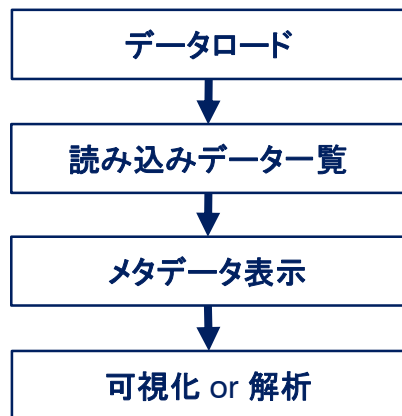 データロード
読み込みデータ一覧
メタデータ表示
可視化 or 解析